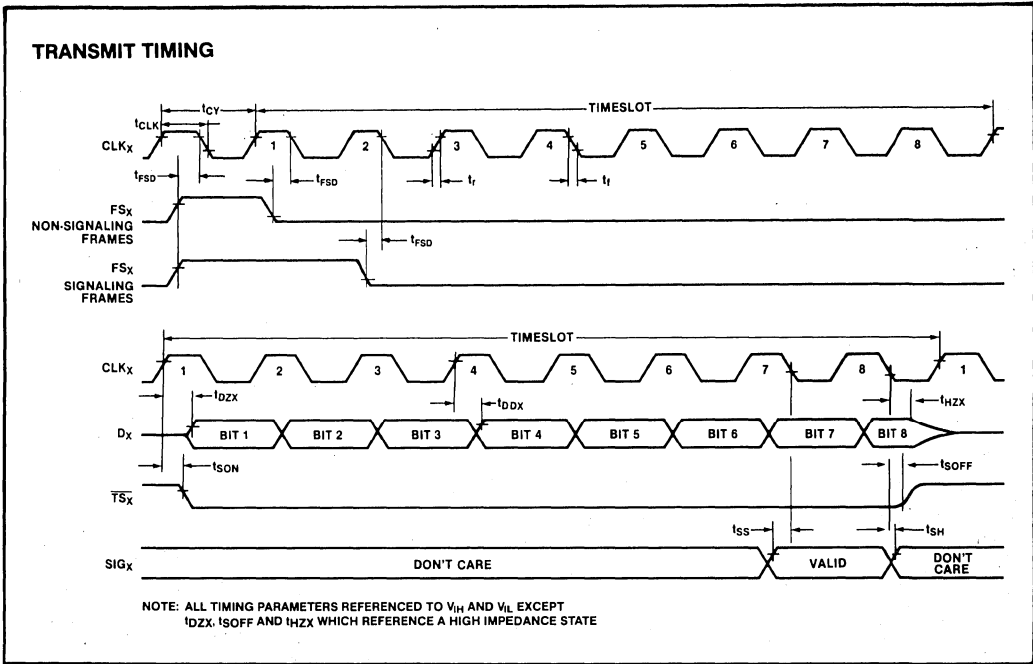 TRANSMIT TIMING
tCY
TIMESLOT
tCLK
CLKX
1 2 3 4 5 6 7 8
tFSD
tFSD
tr
tf
FSX
NON-SIGNALING
FRAMES
tFSD
FSX
SIGNALING
FRAMES
TIMESLOT
CLKX
1 2 3 4 5 6 7 8 1
tDZX
tDDX
tHZX
DX
BIT 1 BIT 2 BIT 3 BIT 4 BIT 5 BIT 6 BIT 7 BIT 8
tSON
tSOFF
TSX
tSS
tSH
SIGX
DON'T CARE
VALID
DON'T
CARE
NOTE: ALL TIMING PARAMETERS REFERENCED TO VIH AND VIL EXCEPT
tDZX, tSOFF AND tHZX WHICH REFERENCE A HIGH IMPEDANCE STATE